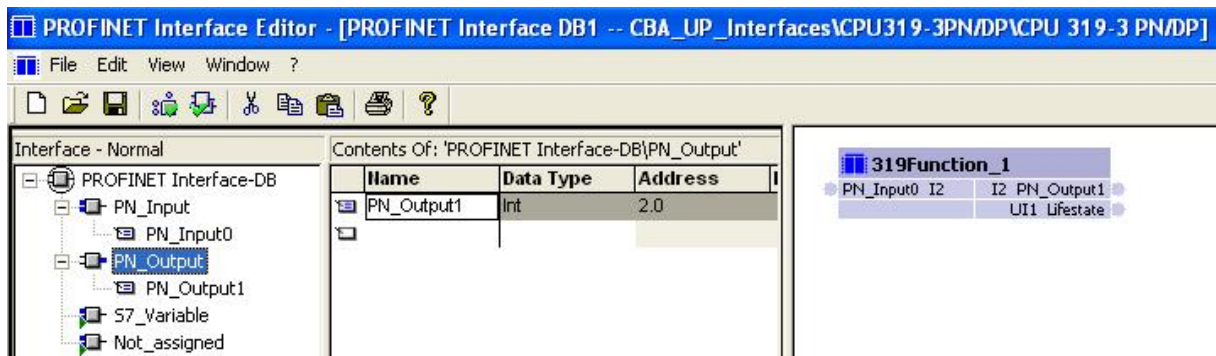 PROFINET Interface Editor - [PROFINET Interface DB1 -- CBA_UP_Interfaces\CPU319-3PN/DP\CPU 319-3 PN/DP]
File Edit View Window ?
Interface - Normal
PROFINET Interface-DB
PN_Input
PN_Input0
PN_Output
PN_Output1
S7_Variable
Not_assigned
Contents Of: 'PROFINET Interface-DB\PN_Output'
Name Data Type Address
PN_Output1 Int 2.0
319Function_1
PN_Input0 I2 I2 PN_Output1
UI1 Lifestate